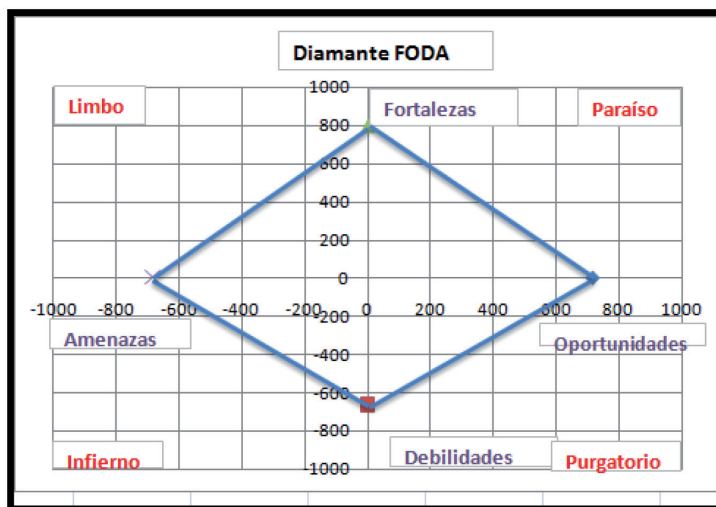 Diamante FODA
Limbo
Fortalezas
Paraíso
1000
800
600
400
200
0
-1000 -800 -600 -400 -200 0 200 400 600 800 1000
-200
Amenazas
Oportunidades
-400
-600
-800
Infierno
Debilidades
Purgatorio
-1000